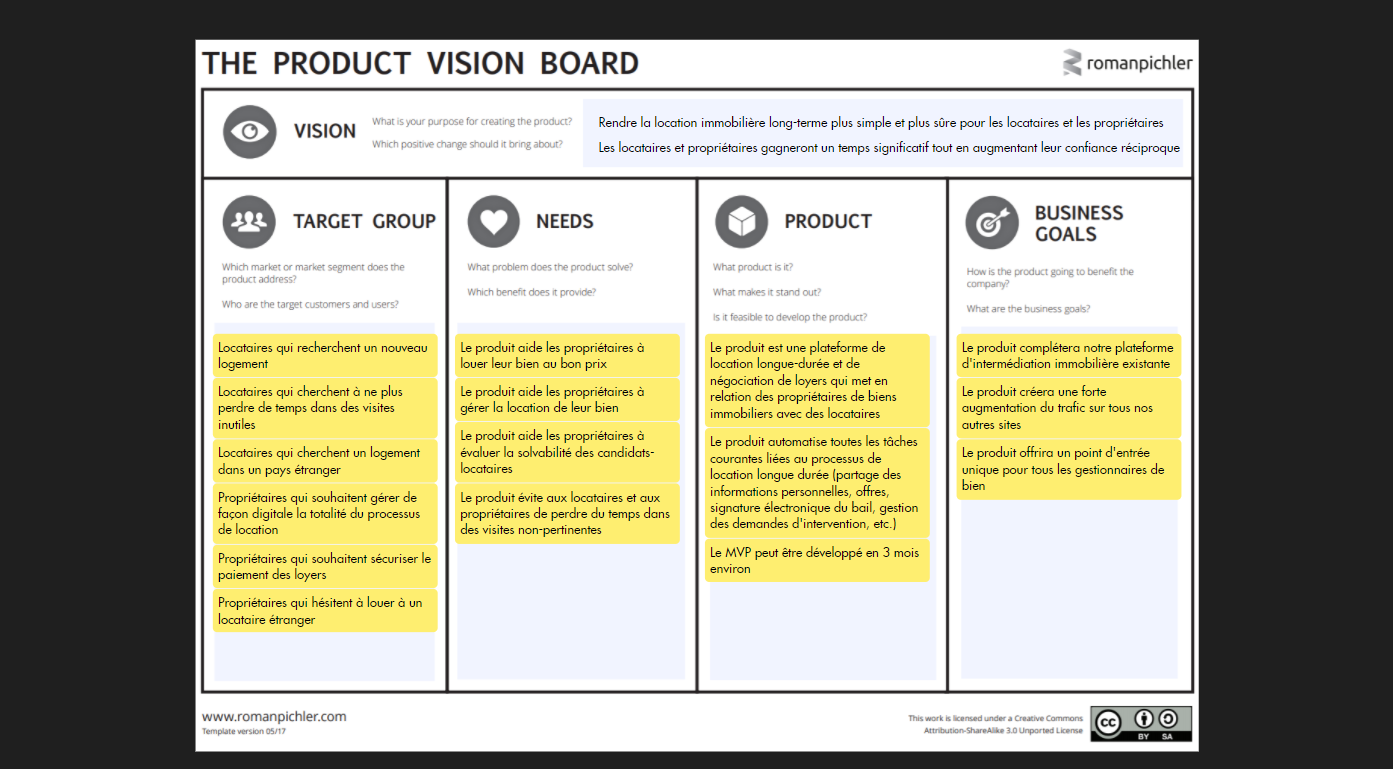 THE PRODUCT VISION BOARD
romanpichler
VISION
What is your purpose for creating the product?
Which positive change should it bring about?
Rendre la location immobilière long-terme plus simple et plus sûre pour les locataires et les propriétaires
Les locataires et propriétaires gagneront un temps significatif tout en augmentant leur confiance réciproque
TARGET GROUP
Which market or market segment does the
product address?
Who are the target customers and users?
Locataires qui recherchent un nouveau
logement
Locataires qui cherchent à ne plus
perdre de temps dans des visites
inutiles
Locataires qui cherchent un logement
dans un pays étranger
Propriétaires qui souhaitent gérer de
façon digitale la totalité du processus
de location
Propriétaires qui souhaitent sécuriser le
paiement des loyers
Propriétaires qui hésitent à louer à un
locataire étranger
NEEDS
What problem does the product solve?
Which benefit does it provide?
Le produit aide les propriétaires à
louer leur bien au bon prix
Le produit aide les propriétaires à
gérer la location de leur bien
Le produit aide les propriétaires à
évaluer la solvabilité des candidats-
locataires
Le produit évite aux locataires et aux
propriétaires de perdre du temps dans
des visites non-pertinentes
PRODUCT
What product is it?
What makes it stand out?
Is it feasible to develop the product?
Le produit est une plateforme de
location longue-durée et de
négociation de loyers qui met en
relation des propriétaires de biens
immobiliers avec des locataires
Le produit automatise toutes les tâches
courantes liées au processus de
location longue durée (partage des
informations personnelles, offres,
signature électronique du bail, gestion
des demandes d'intervention, etc.)
Le MVP peut être développé en 3 mois
environ
BUSINESS
GOALS
How is the product going to benefit the
company?
What are the business goals?
Le produit complétera notre plateforme
d'intermédiation immobilière existante
Le produit créera une forte
augmentation du trafic sur tous nos
autres sites
Le produit offrira un point d'entrée
unique pour tous les gestionnaires de
bien
www.romanpichler.com
Template version 05/17
This work is licensed under a Creative Commons
Attribution-ShareAlike 3.0 Unported License
cc
BY SA